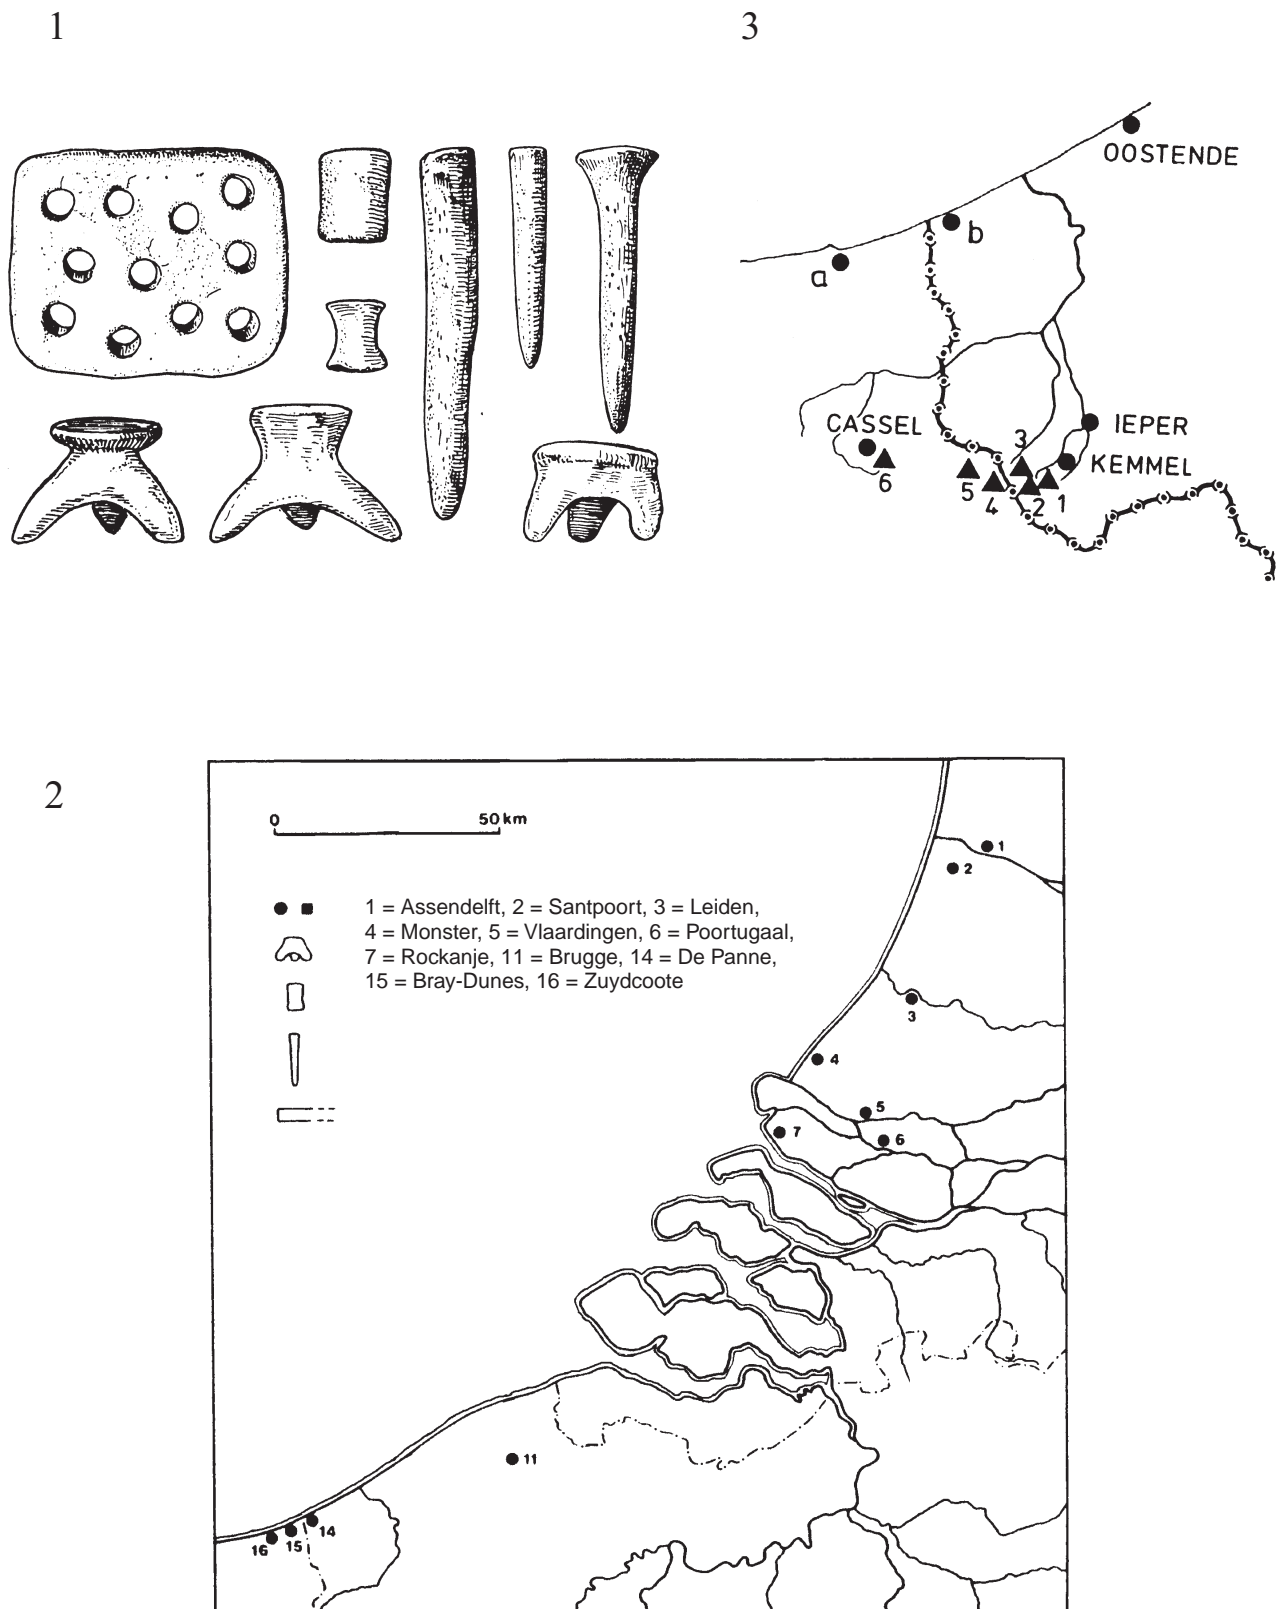 1
3
OOSTENDE
b
a
CASSEL
IEPER
3
KEMMEL
6
5
4
2
1
2
0 50 km
1 = Assendelft, 2 = Santpoort, 3 = Leiden,
4 = Monster, 5 = Vlaardingen, 6 = Poortugaal,
7 = Rockanje, 11 = Brugge, 14 = De Panne,
15 = Bray-Dunes, 16 = Zuydcoote
1
2
3
4
5
6
7
11
14
15
16